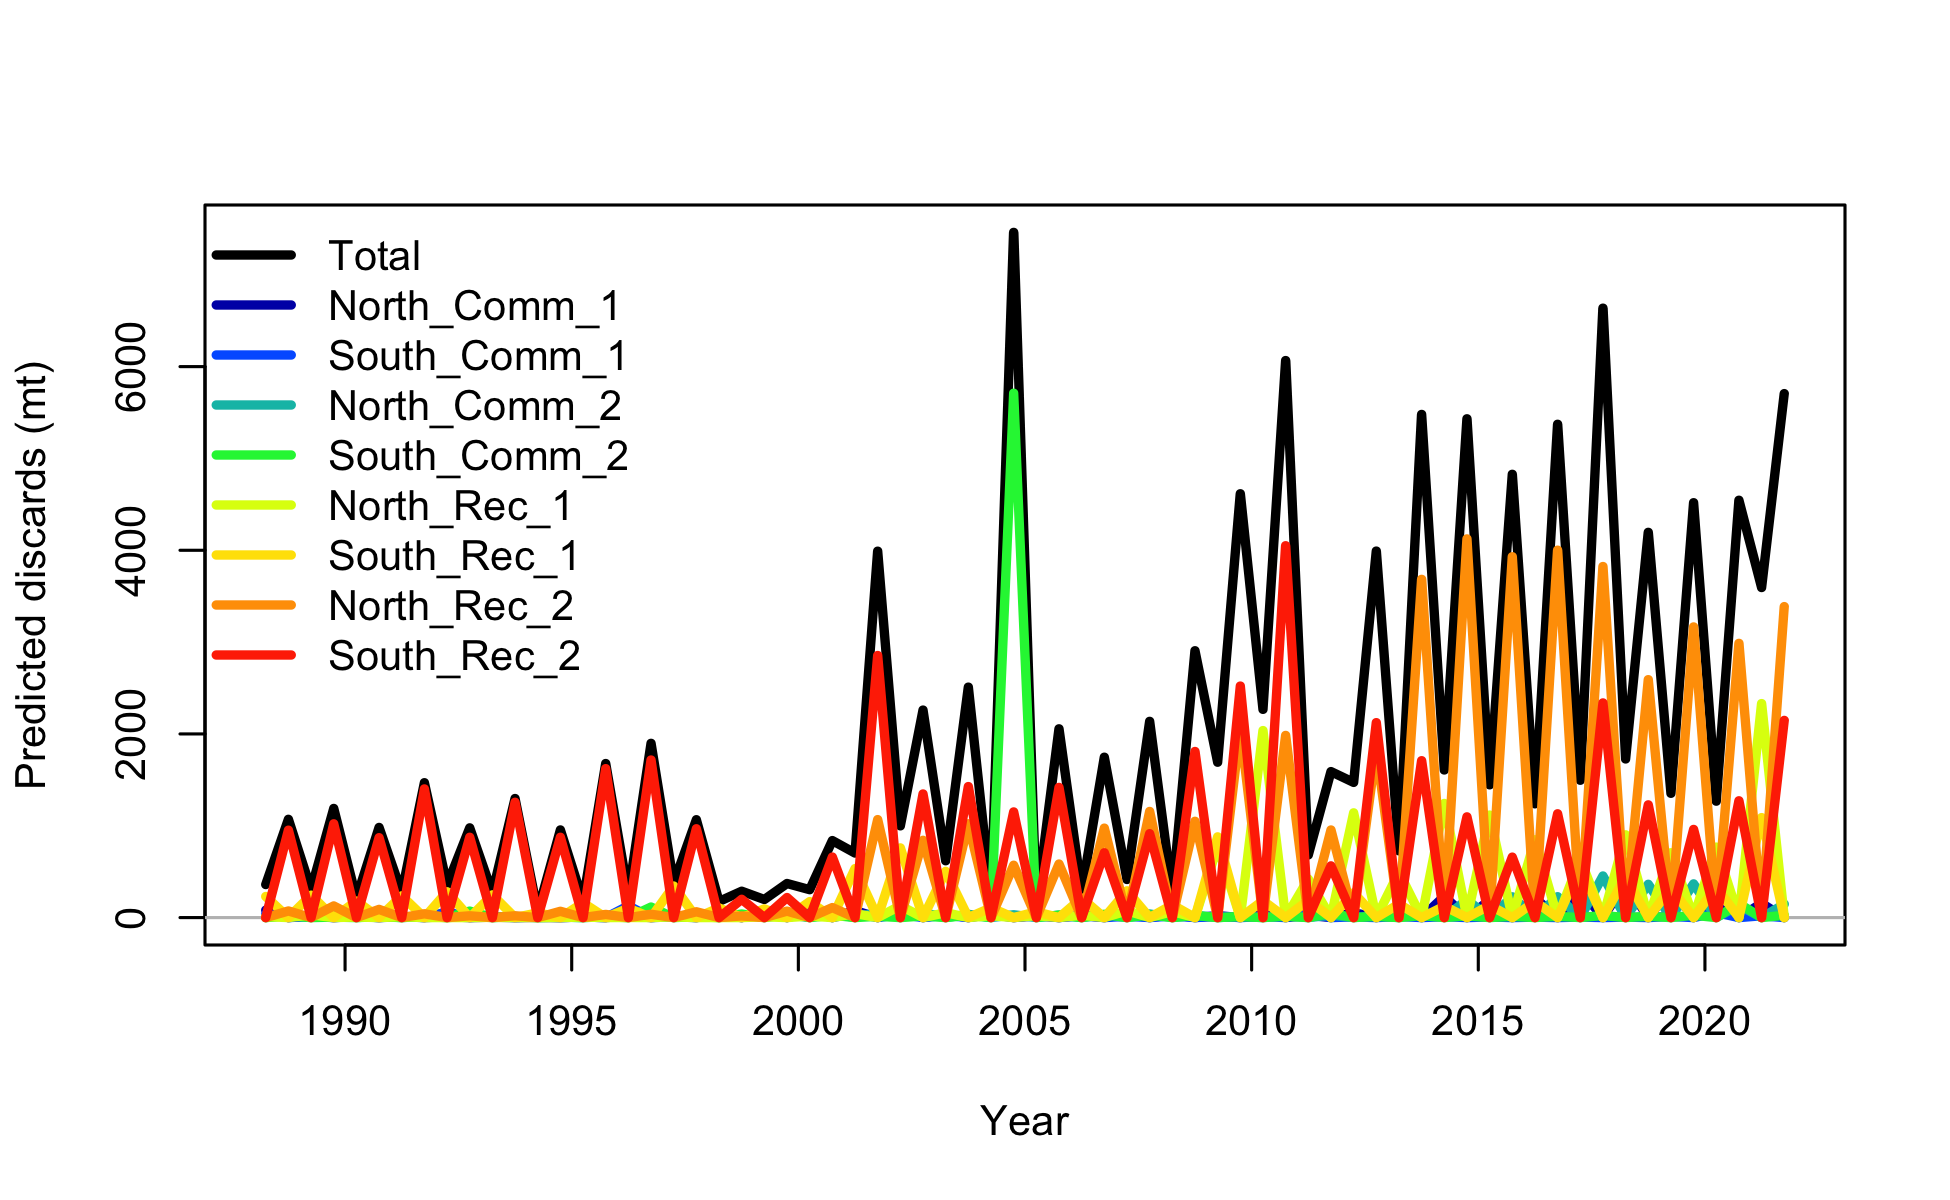 Total
North_Comm_1
South_Comm_1
North_Comm_2
South_Comm_2
North_Rec_1
South_Rec_1
North_Rec_2
South_Rec_2
Predicted discards (mt)
6000
4000
2000
0
1990 1995 2000 2005 2010 2015 2020
Year